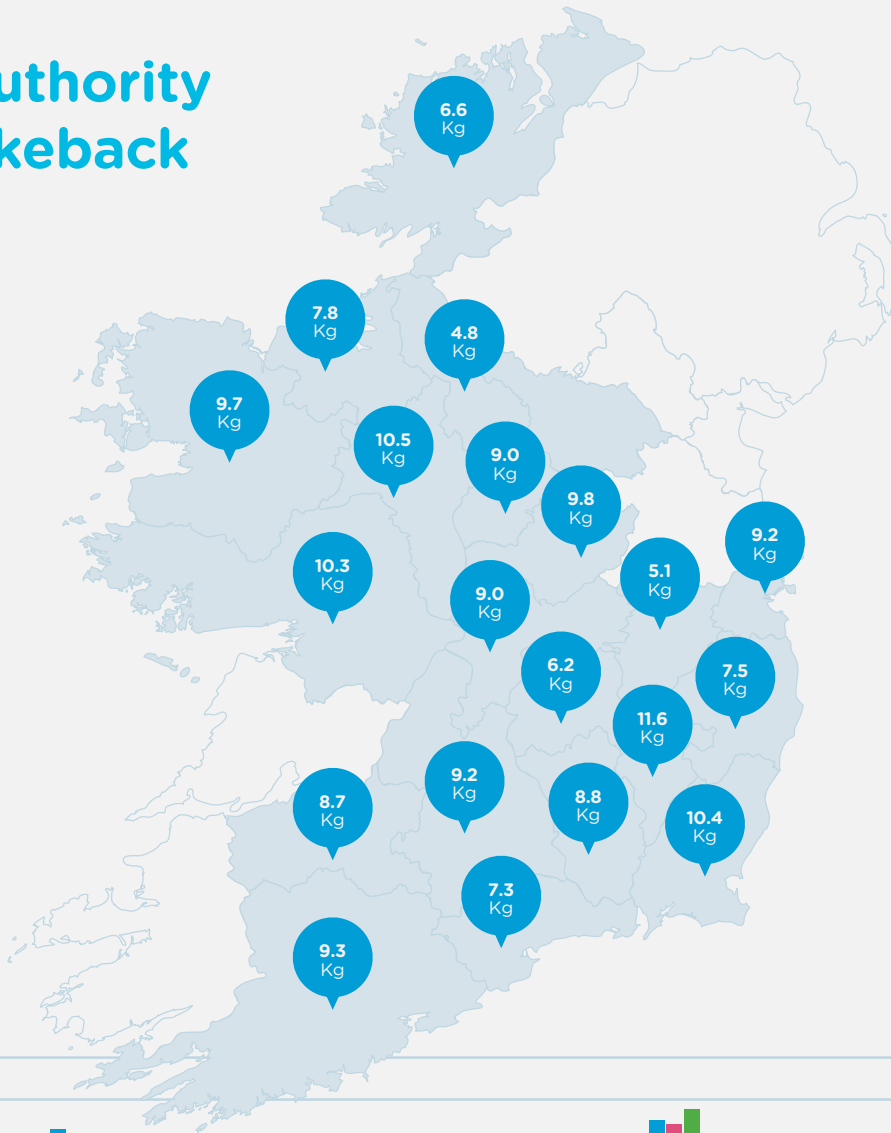 uthority
keback
6.6
Kg
7.8
Kg
4.8
Kg
9.7
Kg
10.5
Kg
9.0
Kg
9.8
Kg
9.2
Kg
10.3
Kg
5.1
Kg
9.0
Kg
6.2
Kg
7.5
Kg
11.6
Kg
9.2
Kg
8.7
Kg
8.8
Kg
10.4
Kg
7.3
Kg
9.3
Kg